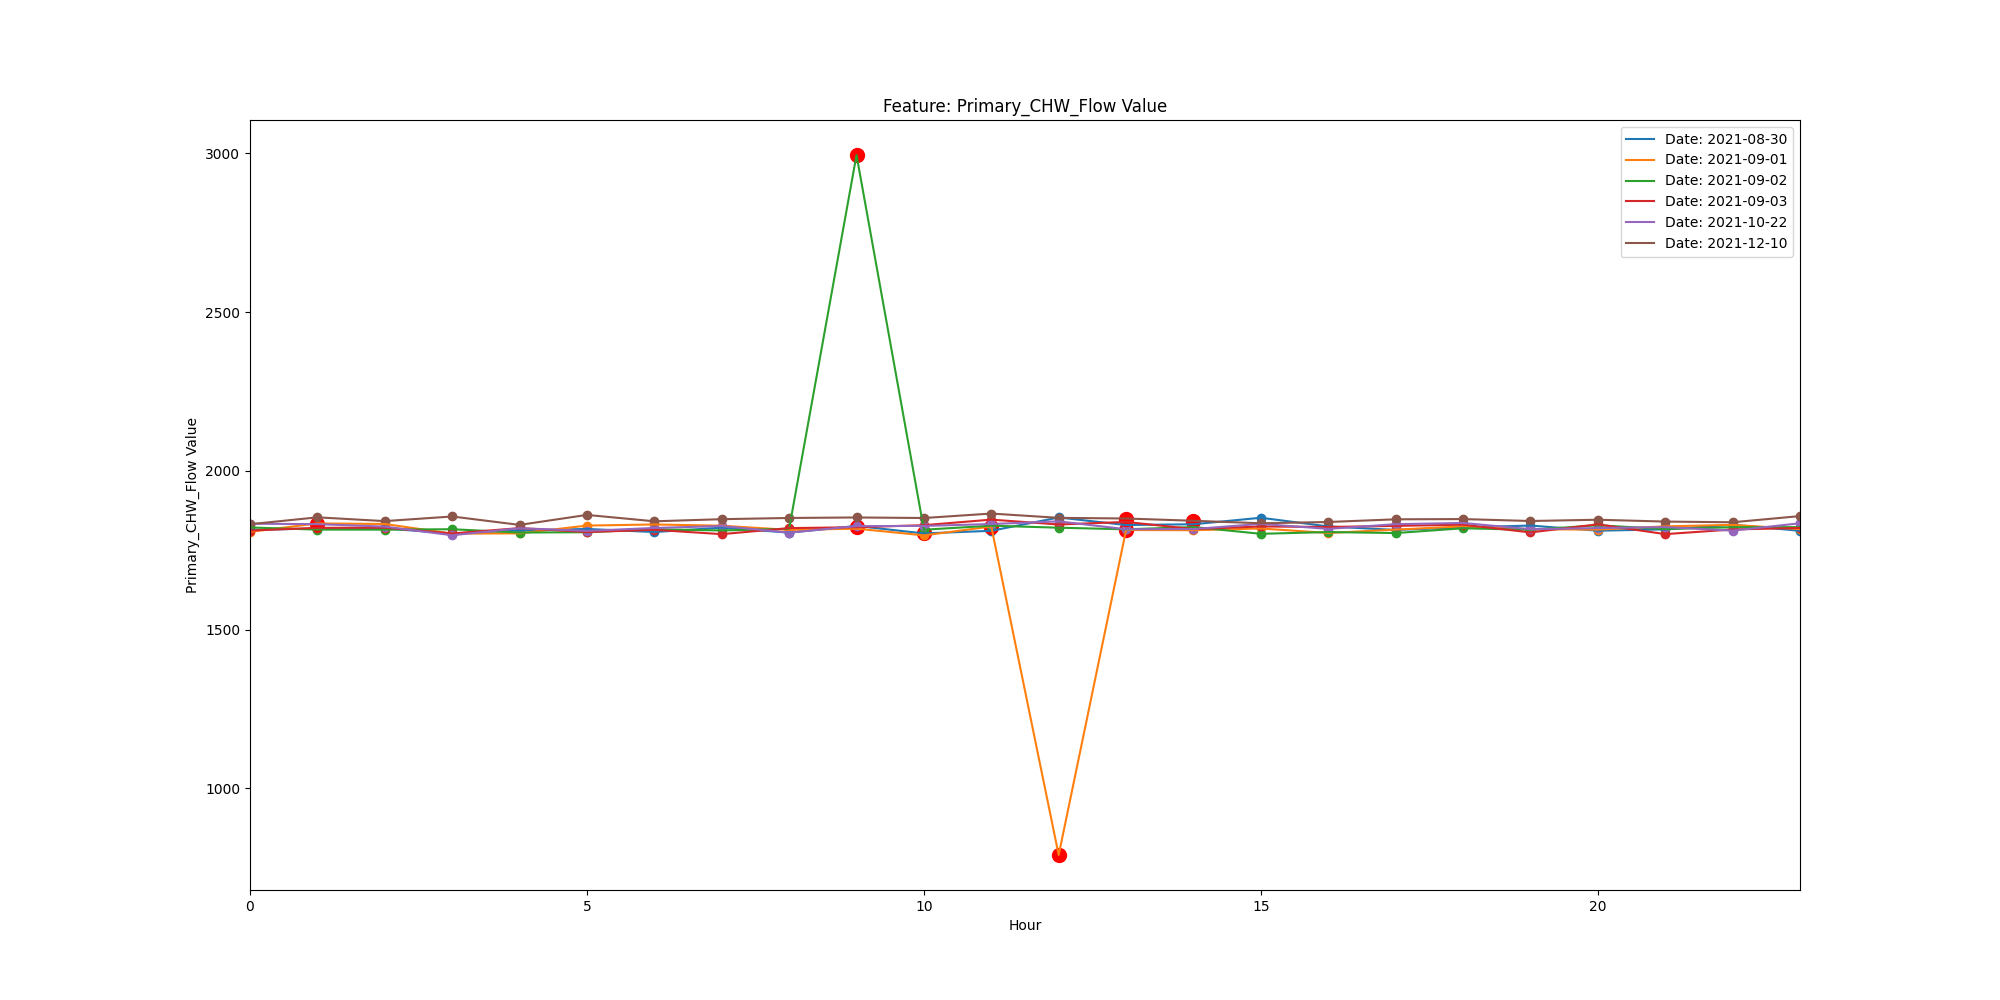 Feature: Primary_CHW_Flow Value
Date: 2021-08-30
Date: 2021-09-01
Date: 2021-09-02
Date: 2021-09-03
Date: 2021-10-22
Date: 2021-12-10
Primary_CHW_Flow Value
3000
2500
2000
1500
1000
0 5 10 15 20
Hour